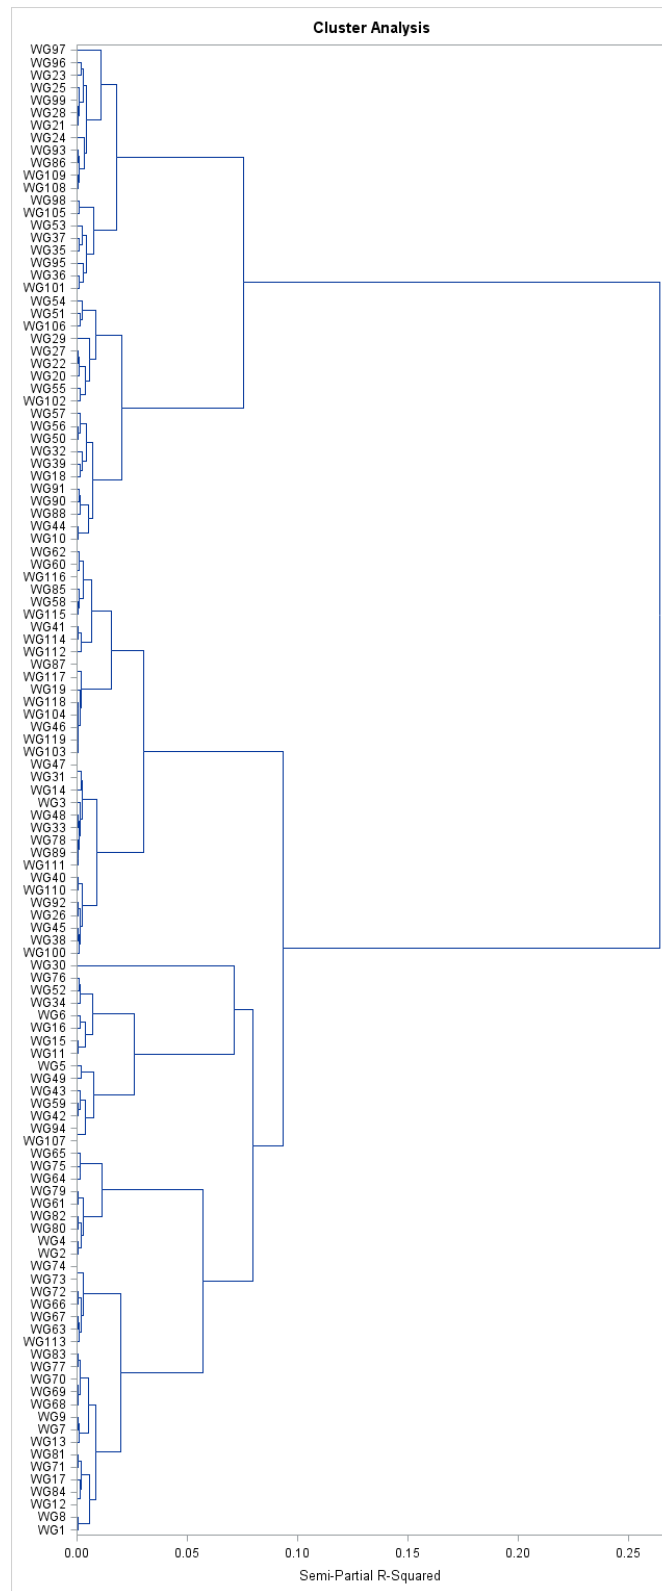 Cluster Analysis
WG97
WG96
WG23
WG25
WG99
WG28
WG21
WG24
WG93
WG86
WG109
WG108
WG98
WG105
WG53
WG37
WG35
WG95
WG36
WG101
WG54
WG51
WG106
WG29
WG27
WG22
WG20
WG55
WG102
WG57
WG56
WG50
WG32
WG39
WG18
WG91
WG90
WG88
WG44
WG10
WG62
WG60
WG116
WG85
WG58
WG115
WG41
WG114
WG112
WG87
WG117
WG19
WG118
WG104
WG46
WG119
WG103
WG47
WG31
WG14
WG3
WG48
WG33
WG78
WG89
WG111
WG40
WG110
WG92
WG26
WG45
WG38
WG100
WG30
WG76
WG52
WG34
WG6
WG16
WG15
WG11
WG5
WG49
WG43
WG59
WG42
WG94
WG107
WG65
WG75
WG64
WG79
WG61
WG82
WG80
WG4
WG2
WG74
WG73
WG72
WG66
WG67
WG63
WG113
WG83
WG77
WG70
WG69
WG68
WG9
WG7
WG13
WG81
WG71
WG17
WG84
WG12
WG8
WG1
0.00 0.05 0.10 0.15 0.20 0.25
Semi-Partial R-Squared